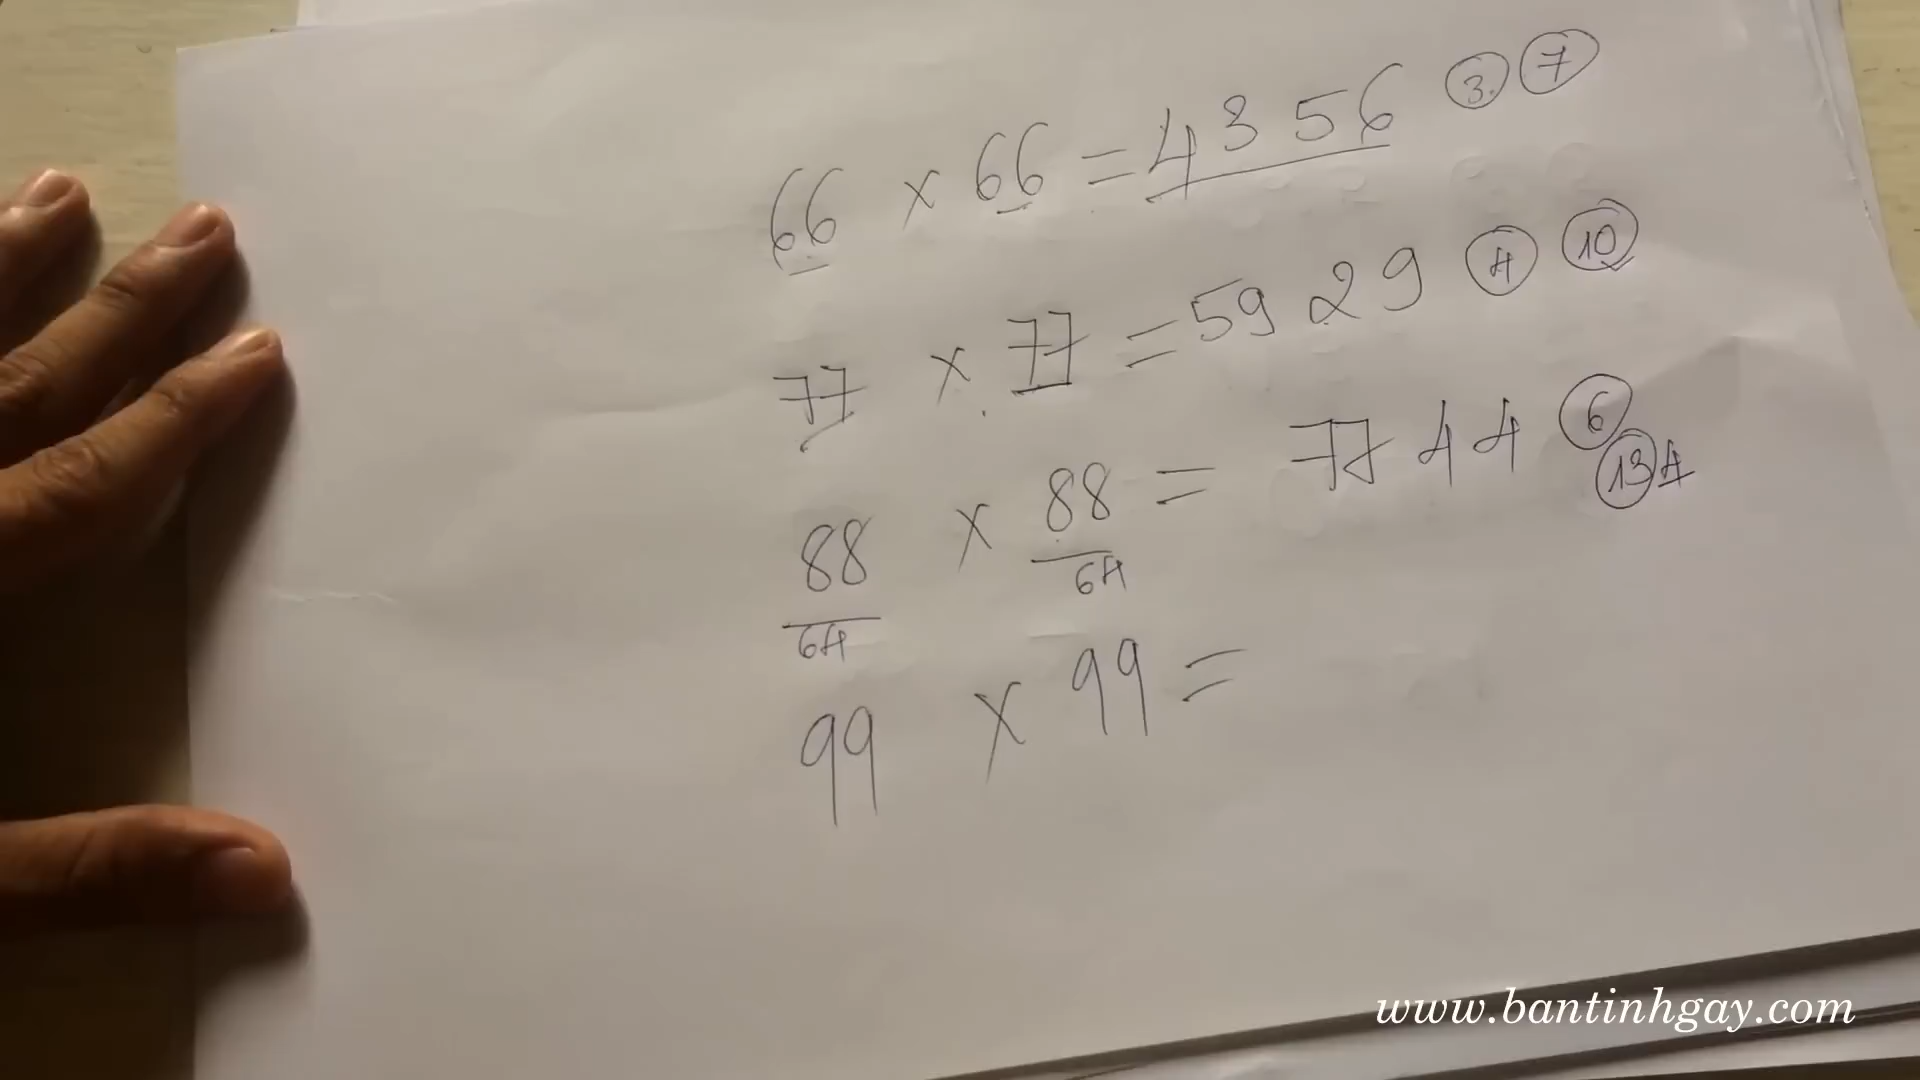 66 × 66 = 4356 3 7
77 × 77 = 5929 4 10
88 × 88 = 7744 6
13 4
64 64
99 × 99 =
www.bantinhgay.com